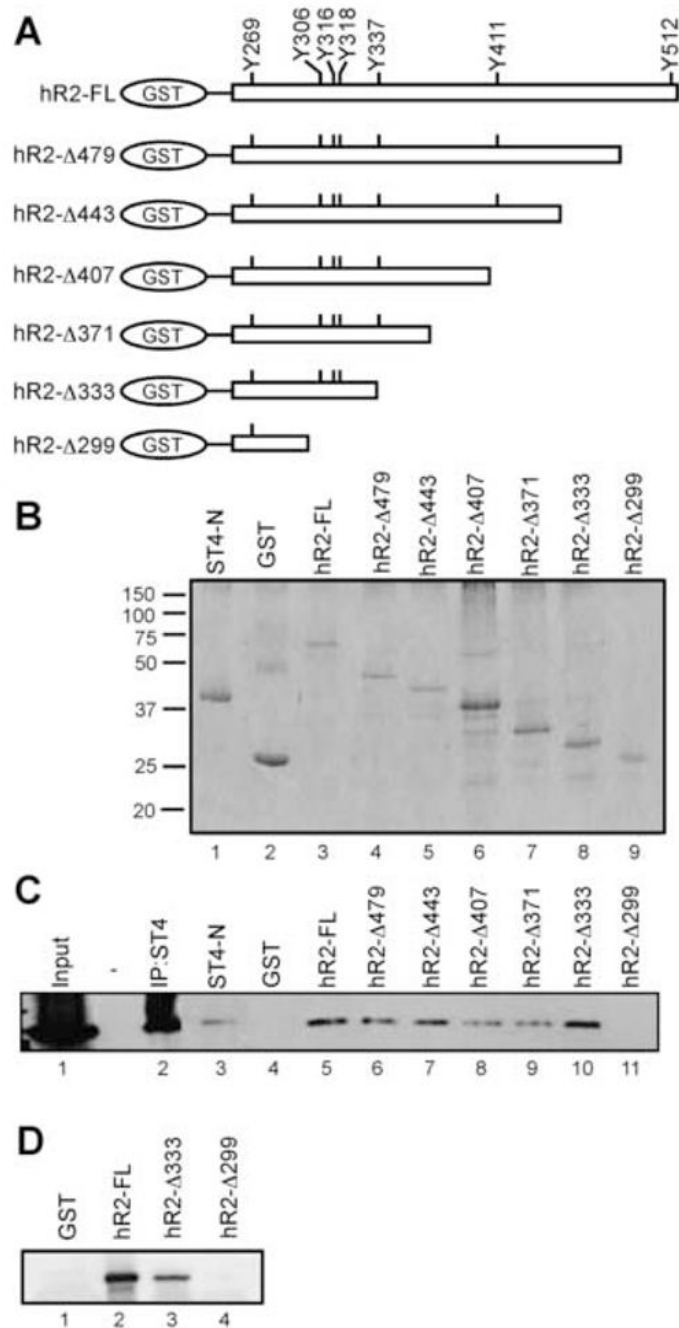 A
Y269
Y306
Y316
Y318
Y337
Y411
Y512
hR2-FL GST
hR2-Δ479 GST
hR2-Δ443 GST
hR2-Δ407 GST
hR2-Δ371 GST
hR2-Δ333 GST
hR2-Δ299 GST
B
ST4-N
GST
hR2-FL
hR2-Δ479
hR2-Δ443
hR2-Δ407
hR2-Δ371
hR2-Δ333
hR2-Δ299
150
100
75
50
37
25
20
1 2 3 4 5 6 7 8 9
C
Input
-
IP:ST4
ST4-N
GST
hR2-FL
hR2-Δ479
hR2-Δ443
hR2-Δ407
hR2-Δ371
hR2-Δ333
hR2-Δ299
1 2 3 4 5 6 7 8 9 10 11
D
GST
hR2-FL
hR2-Δ333
hR2-Δ299
1 2 3 4